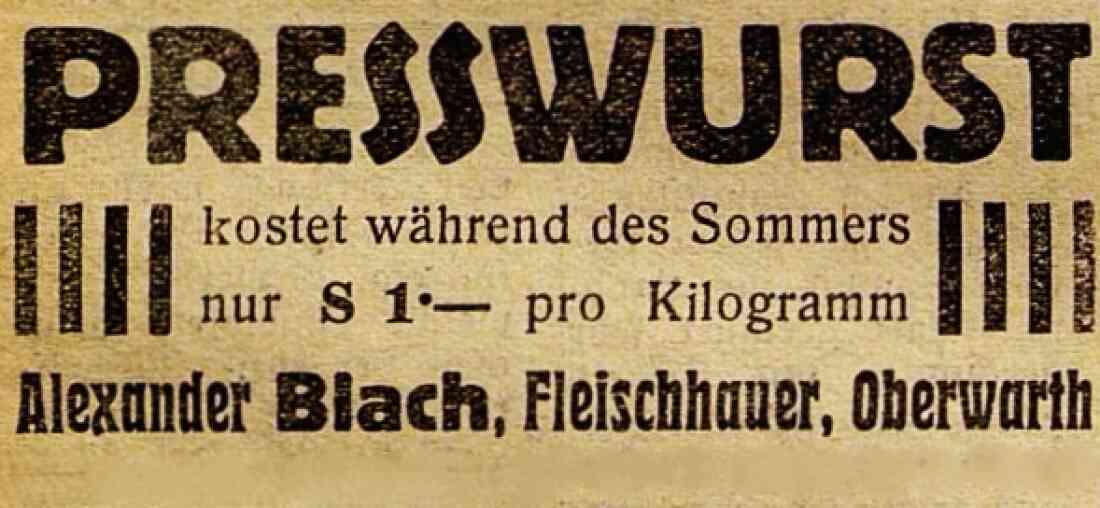 PRESSWURST
kostet während des Sommers
nur S 1·— pro Kilogramm
Alexander Blach, Fleischhauer, Oberwarth